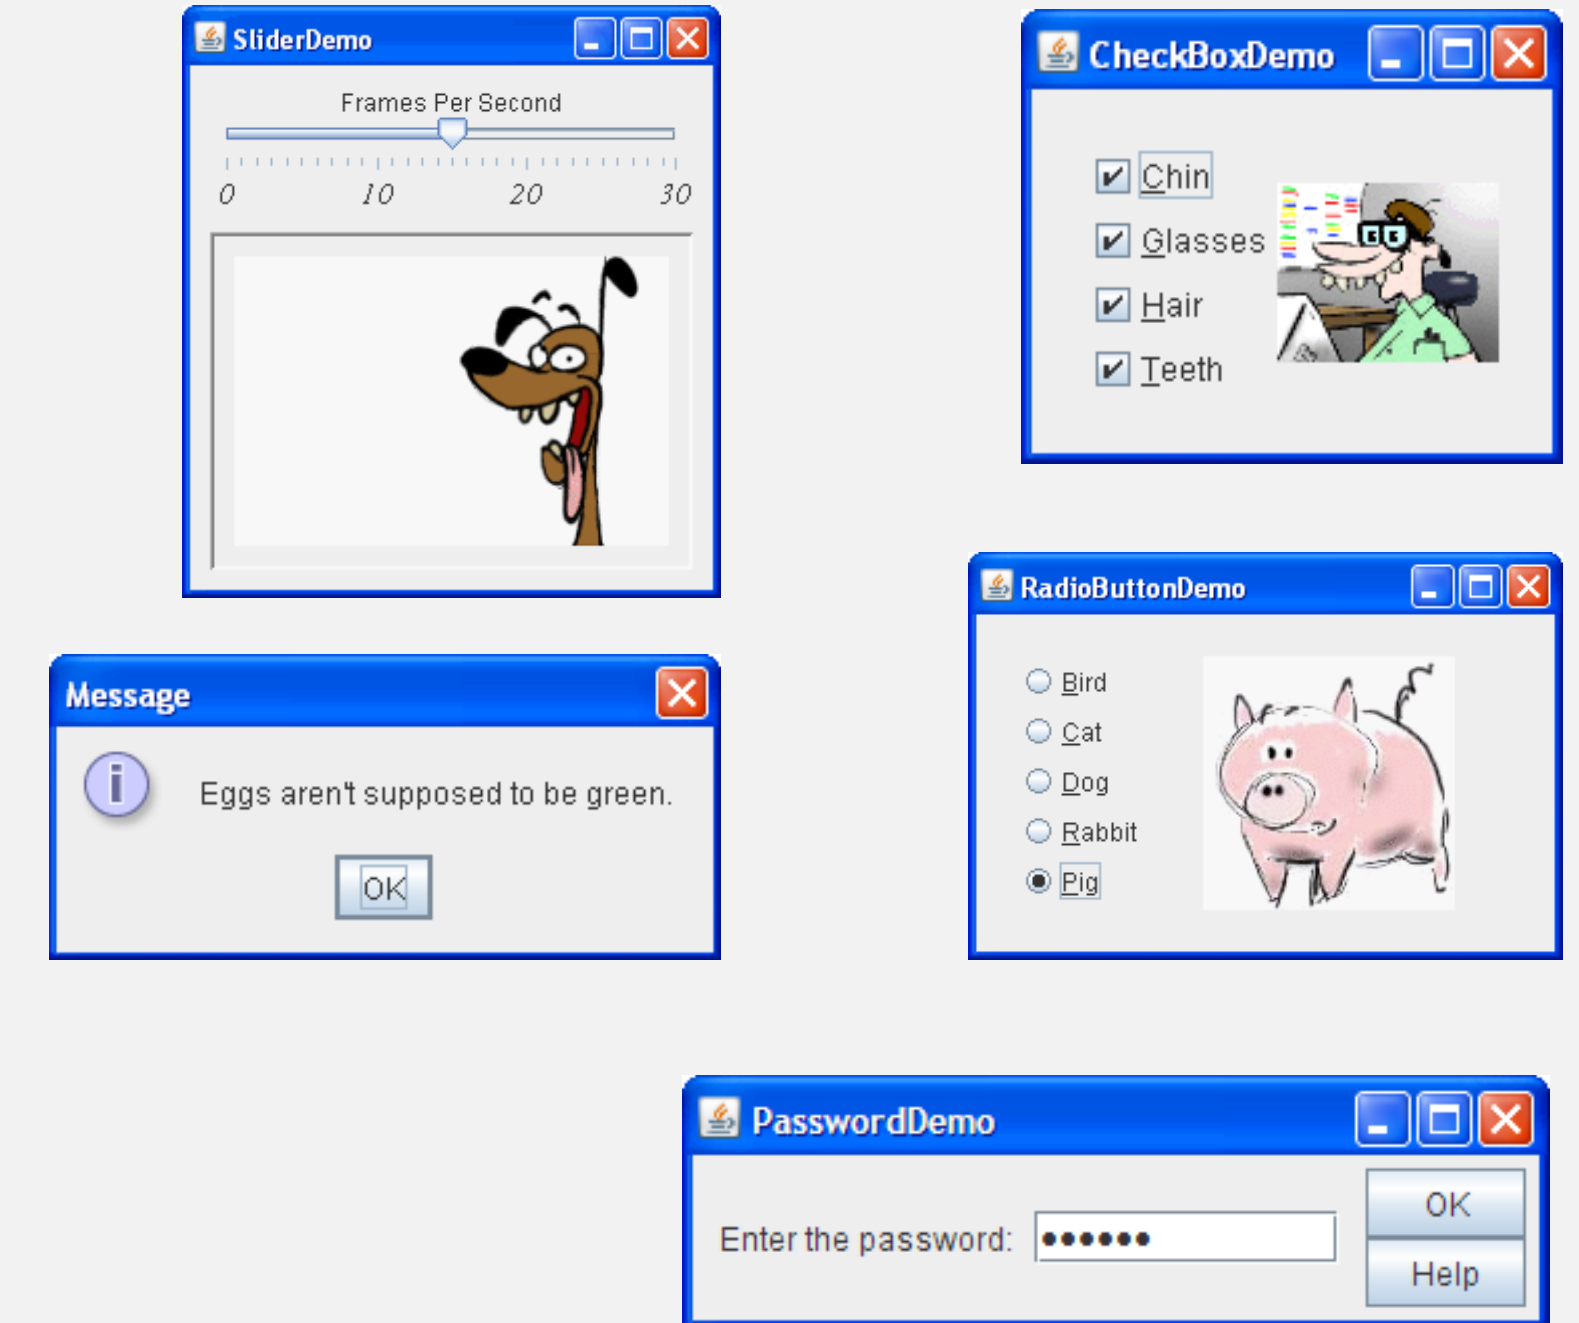 SliderDemo
Frames Per Second
0 10 20 30
CheckBoxDemo
Chin
Glasses
Hair
Teeth
Message
i
Eggs aren't supposed to be green.
OK
RadioButtonDemo
Bird
Cat
Dog
Rabbit
Pig
PasswordDemo
Enter the password: ••••••
OK
Help